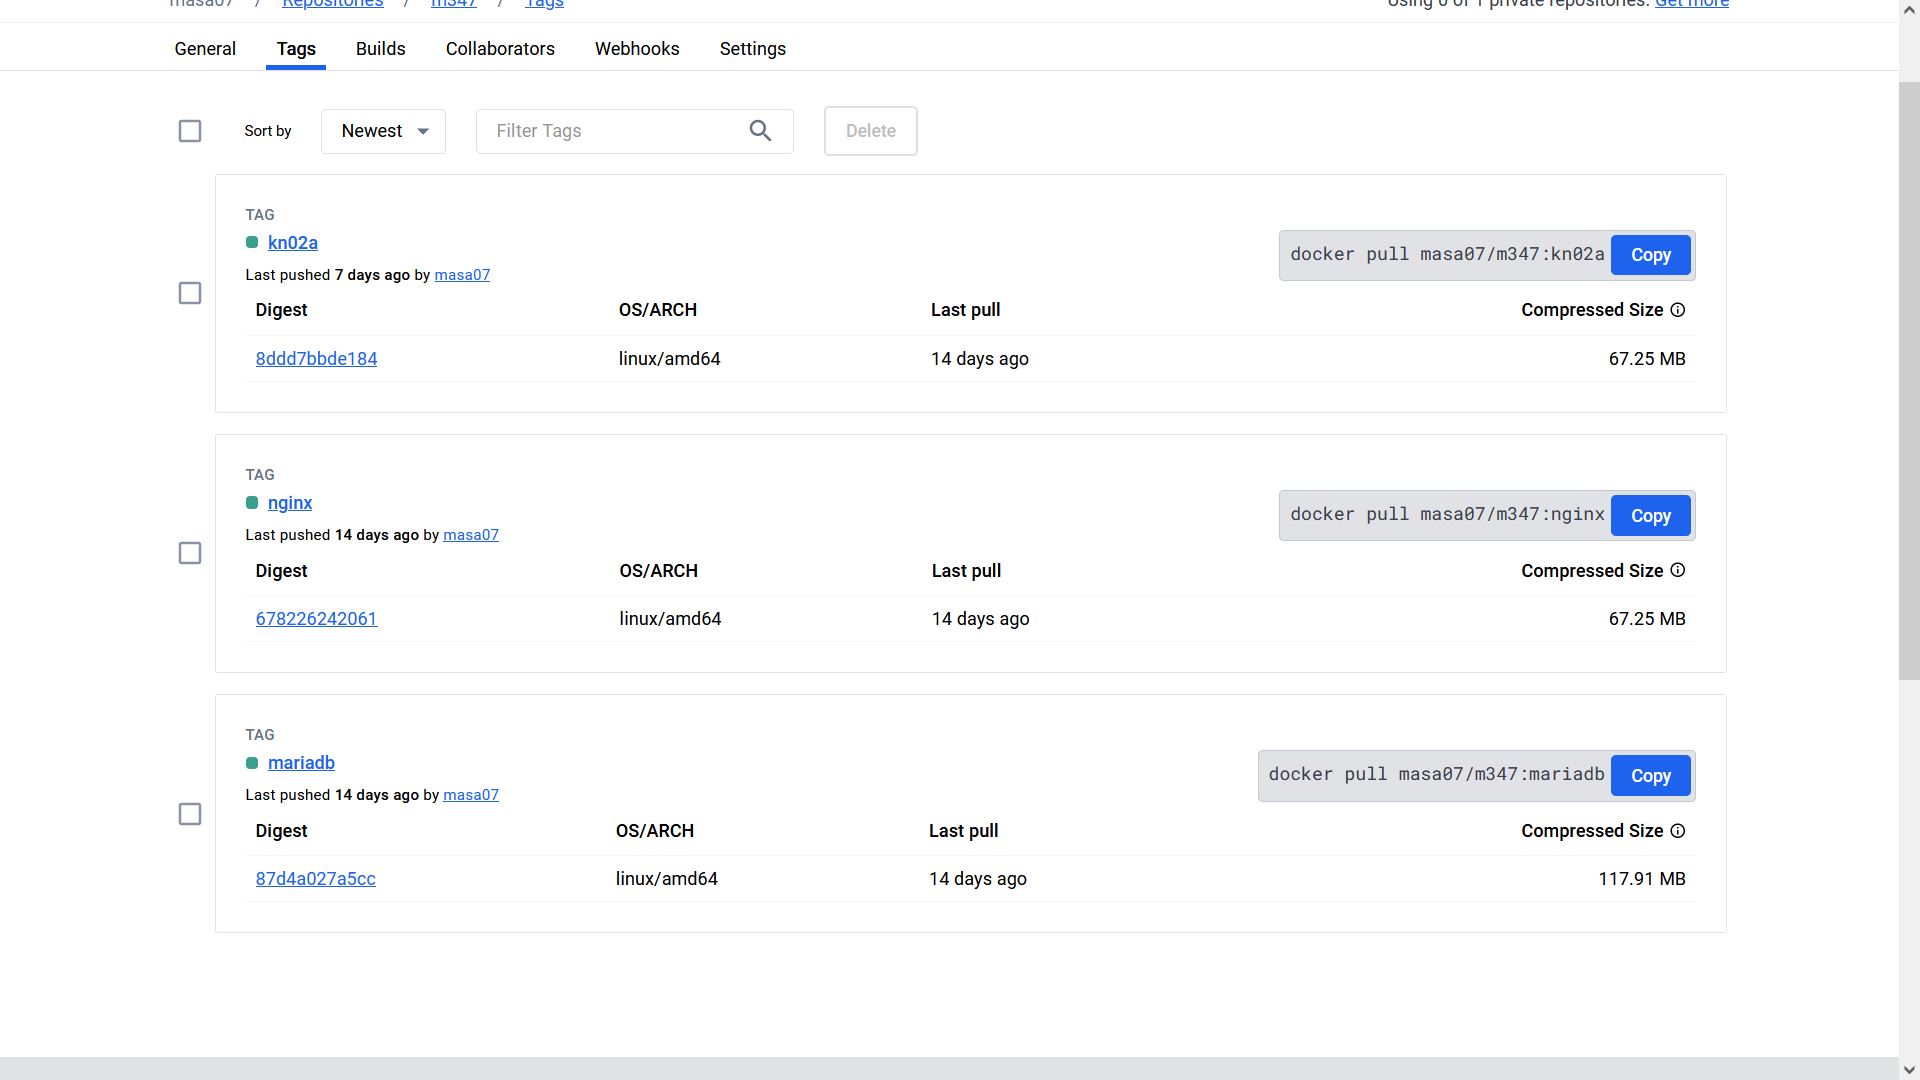 masa07 / Repositories / m347 / Tags
Using 0 of 1 private repositories. Get more
General Tags Builds Collaborators Webhooks Settings
Sort by Newest Filter Tags Delete
TAG
kn02a
docker pull masa07/m347:kn02a Copy
Last pushed 7 days ago by masa07
Digest OS/ARCH Last pull Compressed Size
8ddd7bbde184 linux/amd64 14 days ago 67.25 MB
TAG
nginx
docker pull masa07/m347:nginx Copy
Last pushed 14 days ago by masa07
Digest OS/ARCH Last pull Compressed Size
678226242061 linux/amd64 14 days ago 67.25 MB
TAG
mariadb
docker pull masa07/m347:mariadb Copy
Last pushed 14 days ago by masa07
Digest OS/ARCH Last pull Compressed Size
87d4a027a5cc linux/amd64 14 days ago 117.91 MB